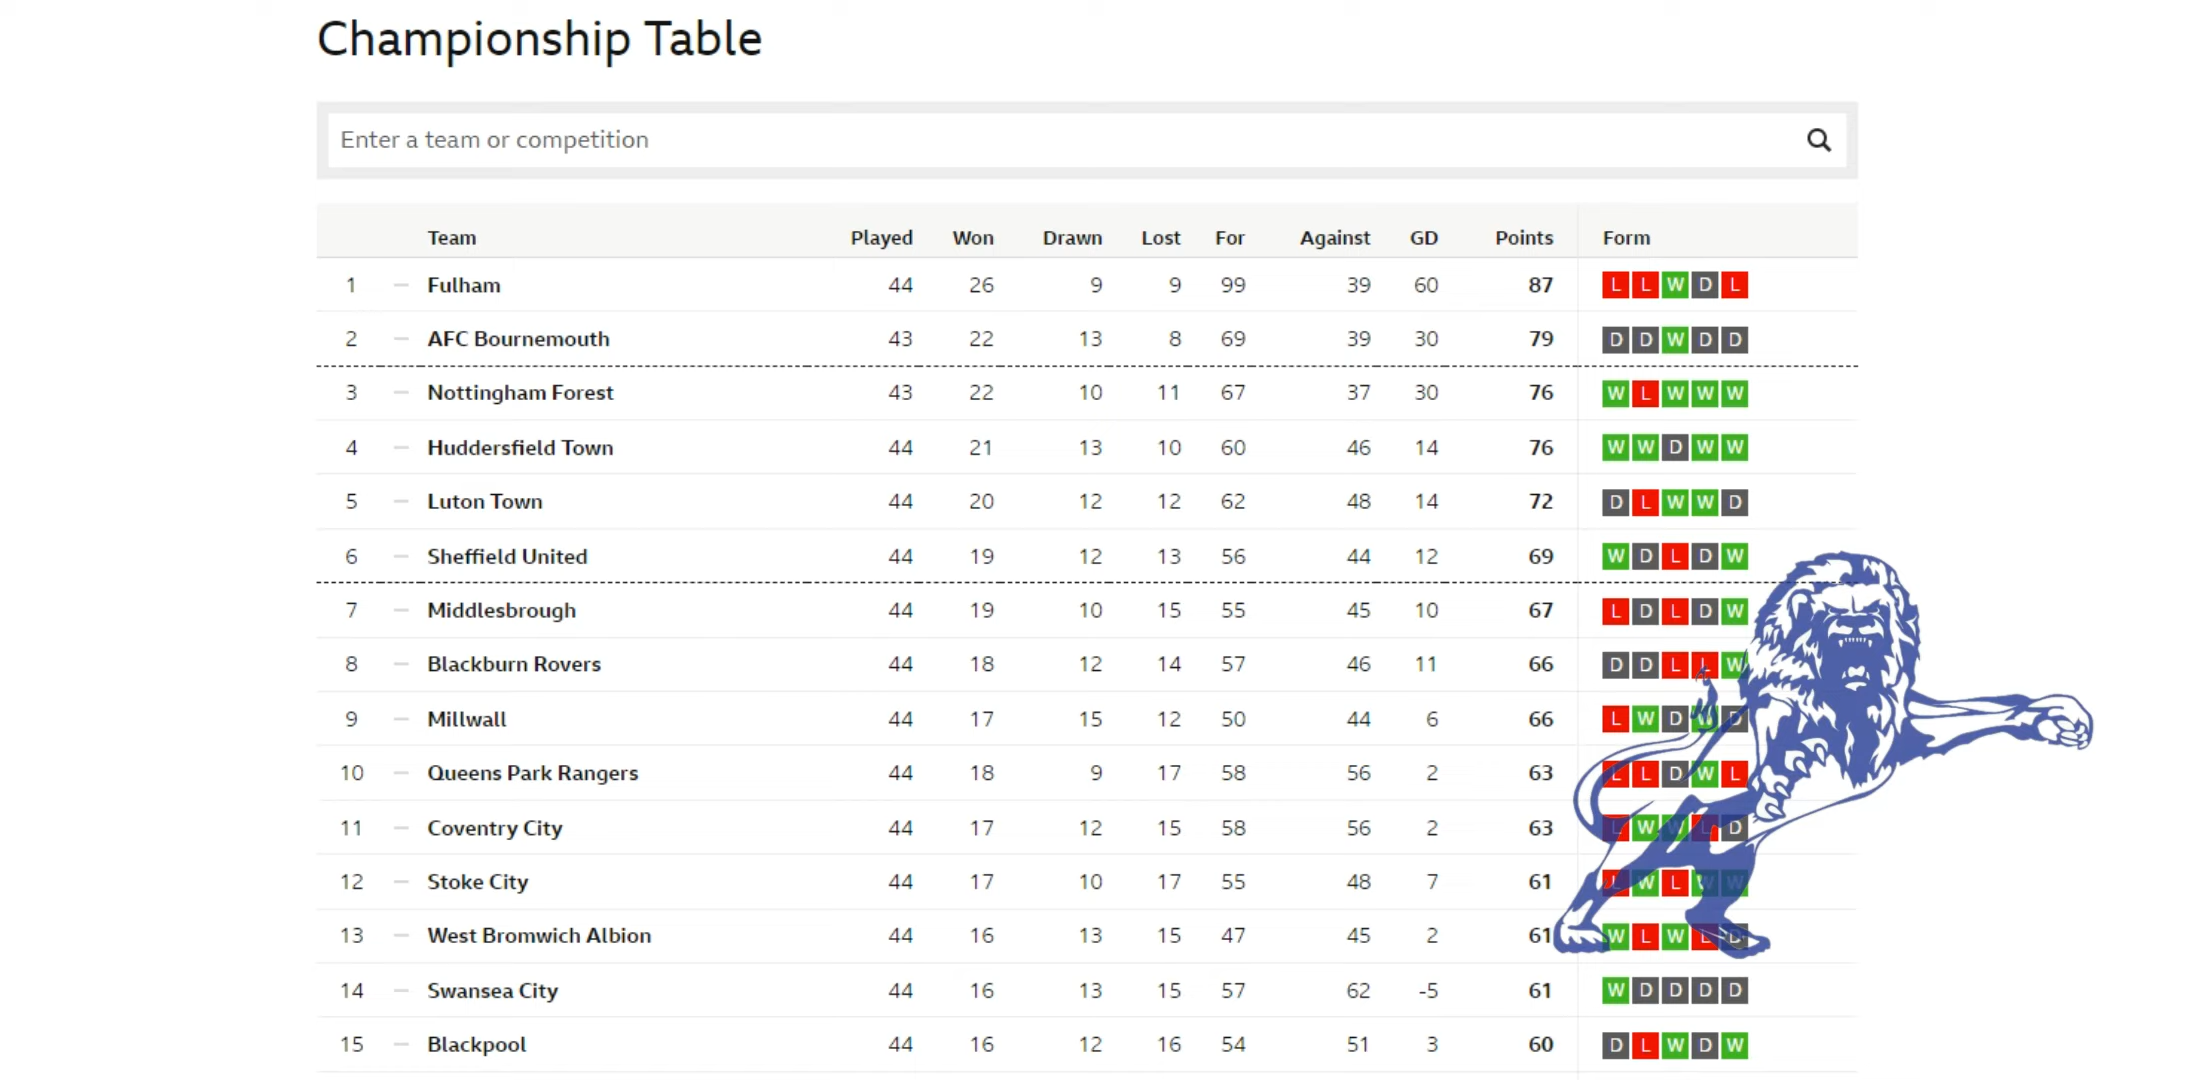 Championship Table
Enter a team or competition
Team Played Won Drawn Lost For Against GD Points Form
1 – Fulham 44 26 9 9 99 39 60 87 L L W D L
2 – AFC Bournemouth 43 22 13 8 69 39 30 79 D D W D D
3 – Nottingham Forest 43 22 10 11 67 37 30 76 W L W W W
4 – Huddersfield Town 44 21 13 10 60 46 14 76 W W D W W
5 – Luton Town 44 20 12 12 62 48 14 72 D L W W D
6 – Sheffield United 44 19 12 13 56 44 12 69 W D L D W
7 – Middlesbrough 44 19 10 15 55 45 10 67 L D L D W
8 – Blackburn Rovers 44 18 12 14 57 46 11 66 D D L L W
9 – Millwall 44 17 15 12 50 44 6 66 L W D W D
10 – Queens Park Rangers 44 18 9 17 58 56 2 63 L L D W L
11 – Coventry City 44 17 12 15 58 56 2 63 L W W L D
12 – Stoke City 44 17 10 17 55 48 7 61 L W L W W
13 – West Bromwich Albion 44 16 13 15 47 45 2 61 W L W L D
14 – Swansea City 44 16 13 15 57 62 -5 61 W D D D D
15 – Blackpool 44 16 12 16 54 51 3 60 D L W D W